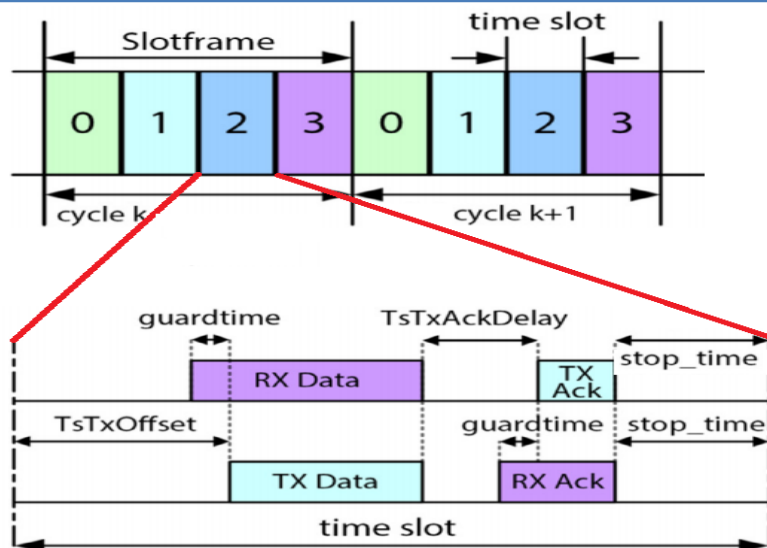 time slot
Slotframe
0 1 2 3 0 1 2 3
cycle k
cycle k+1
guardtime
TsTxAckDelay
stop_time
RX Data
TX
Ack
TsTxOffset
guardtime
stop_time
TX Data
RX Ack
time slot